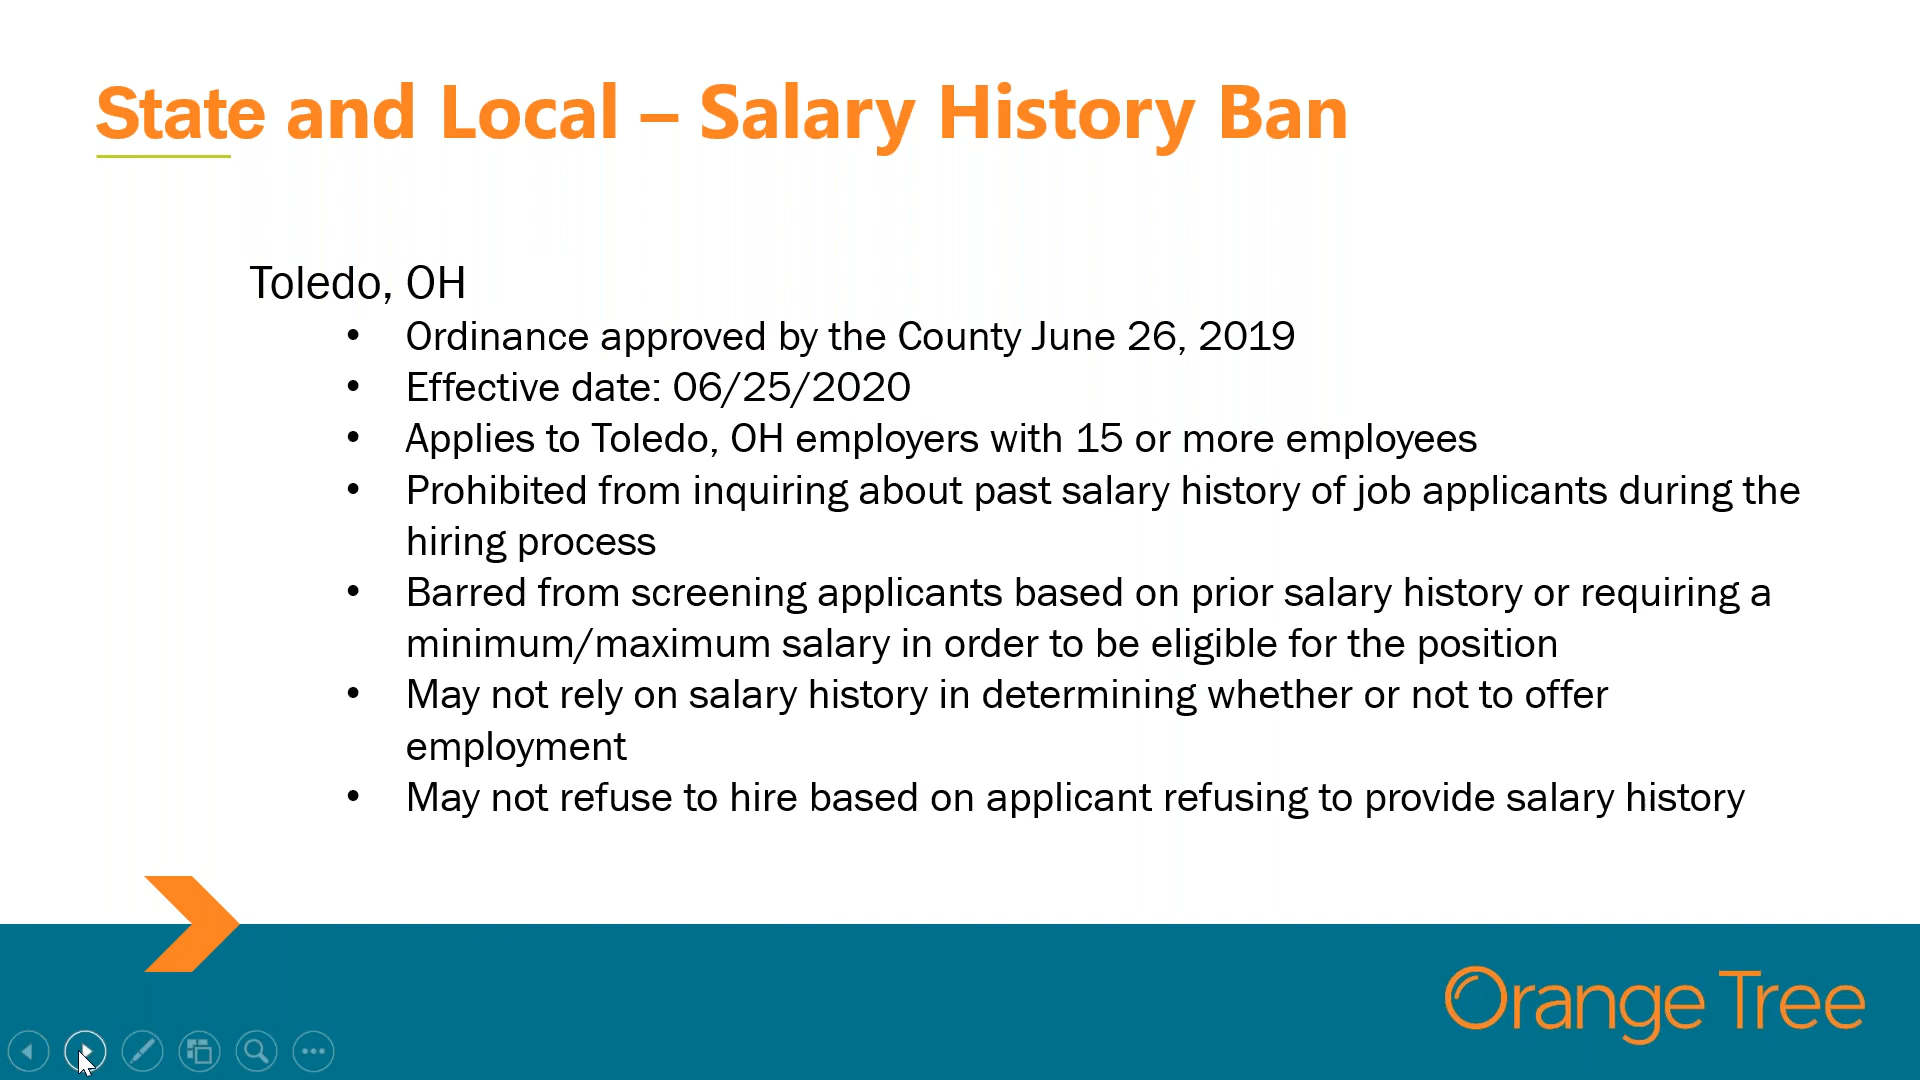 State and Local – Salary History Ban
Toledo, OH
• Ordinance approved by the County June 26, 2019
• Effective date: 06/25/2020
• Applies to Toledo, OH employers with 15 or more employees
• Prohibited from inquiring about past salary history of job applicants during the
hiring process
• Barred from screening applicants based on prior salary history or requiring a
minimum/maximum salary in order to be eligible for the position
• May not rely on salary history in determining whether or not to offer
employment
• May not refuse to hire based on applicant refusing to provide salary history
Orange Tree